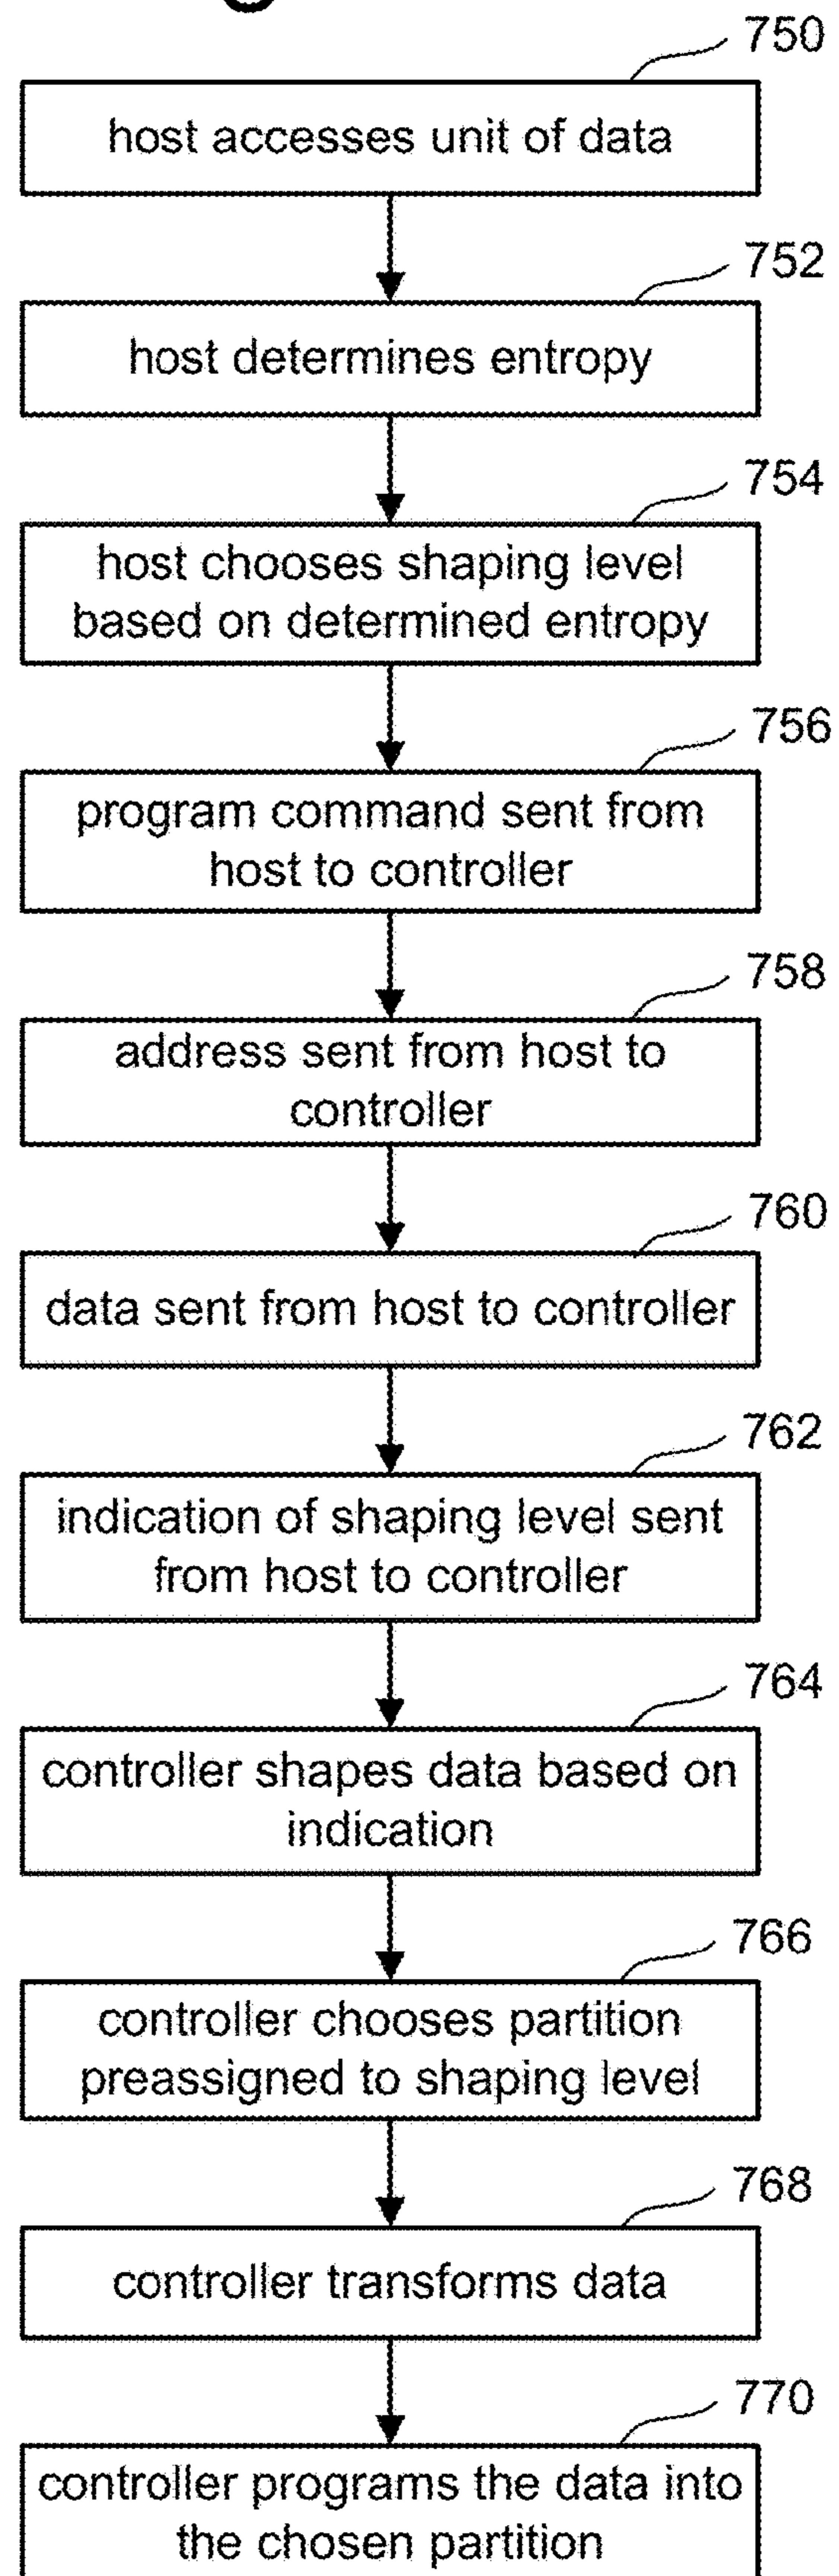 750
host accesses unit of data
752
host determines entropy
754
host chooses shaping level
based on determined entropy
756
program command sent from
host to controller
758
address sent from host to
controller
760
data sent from host to controller
762
indication of shaping level sent
from host to controller
764
controller shapes data based on
indication
766
controller chooses partition
preassigned to shaping level
768
controller transforms data
770
controller programs the data into
the chosen partition